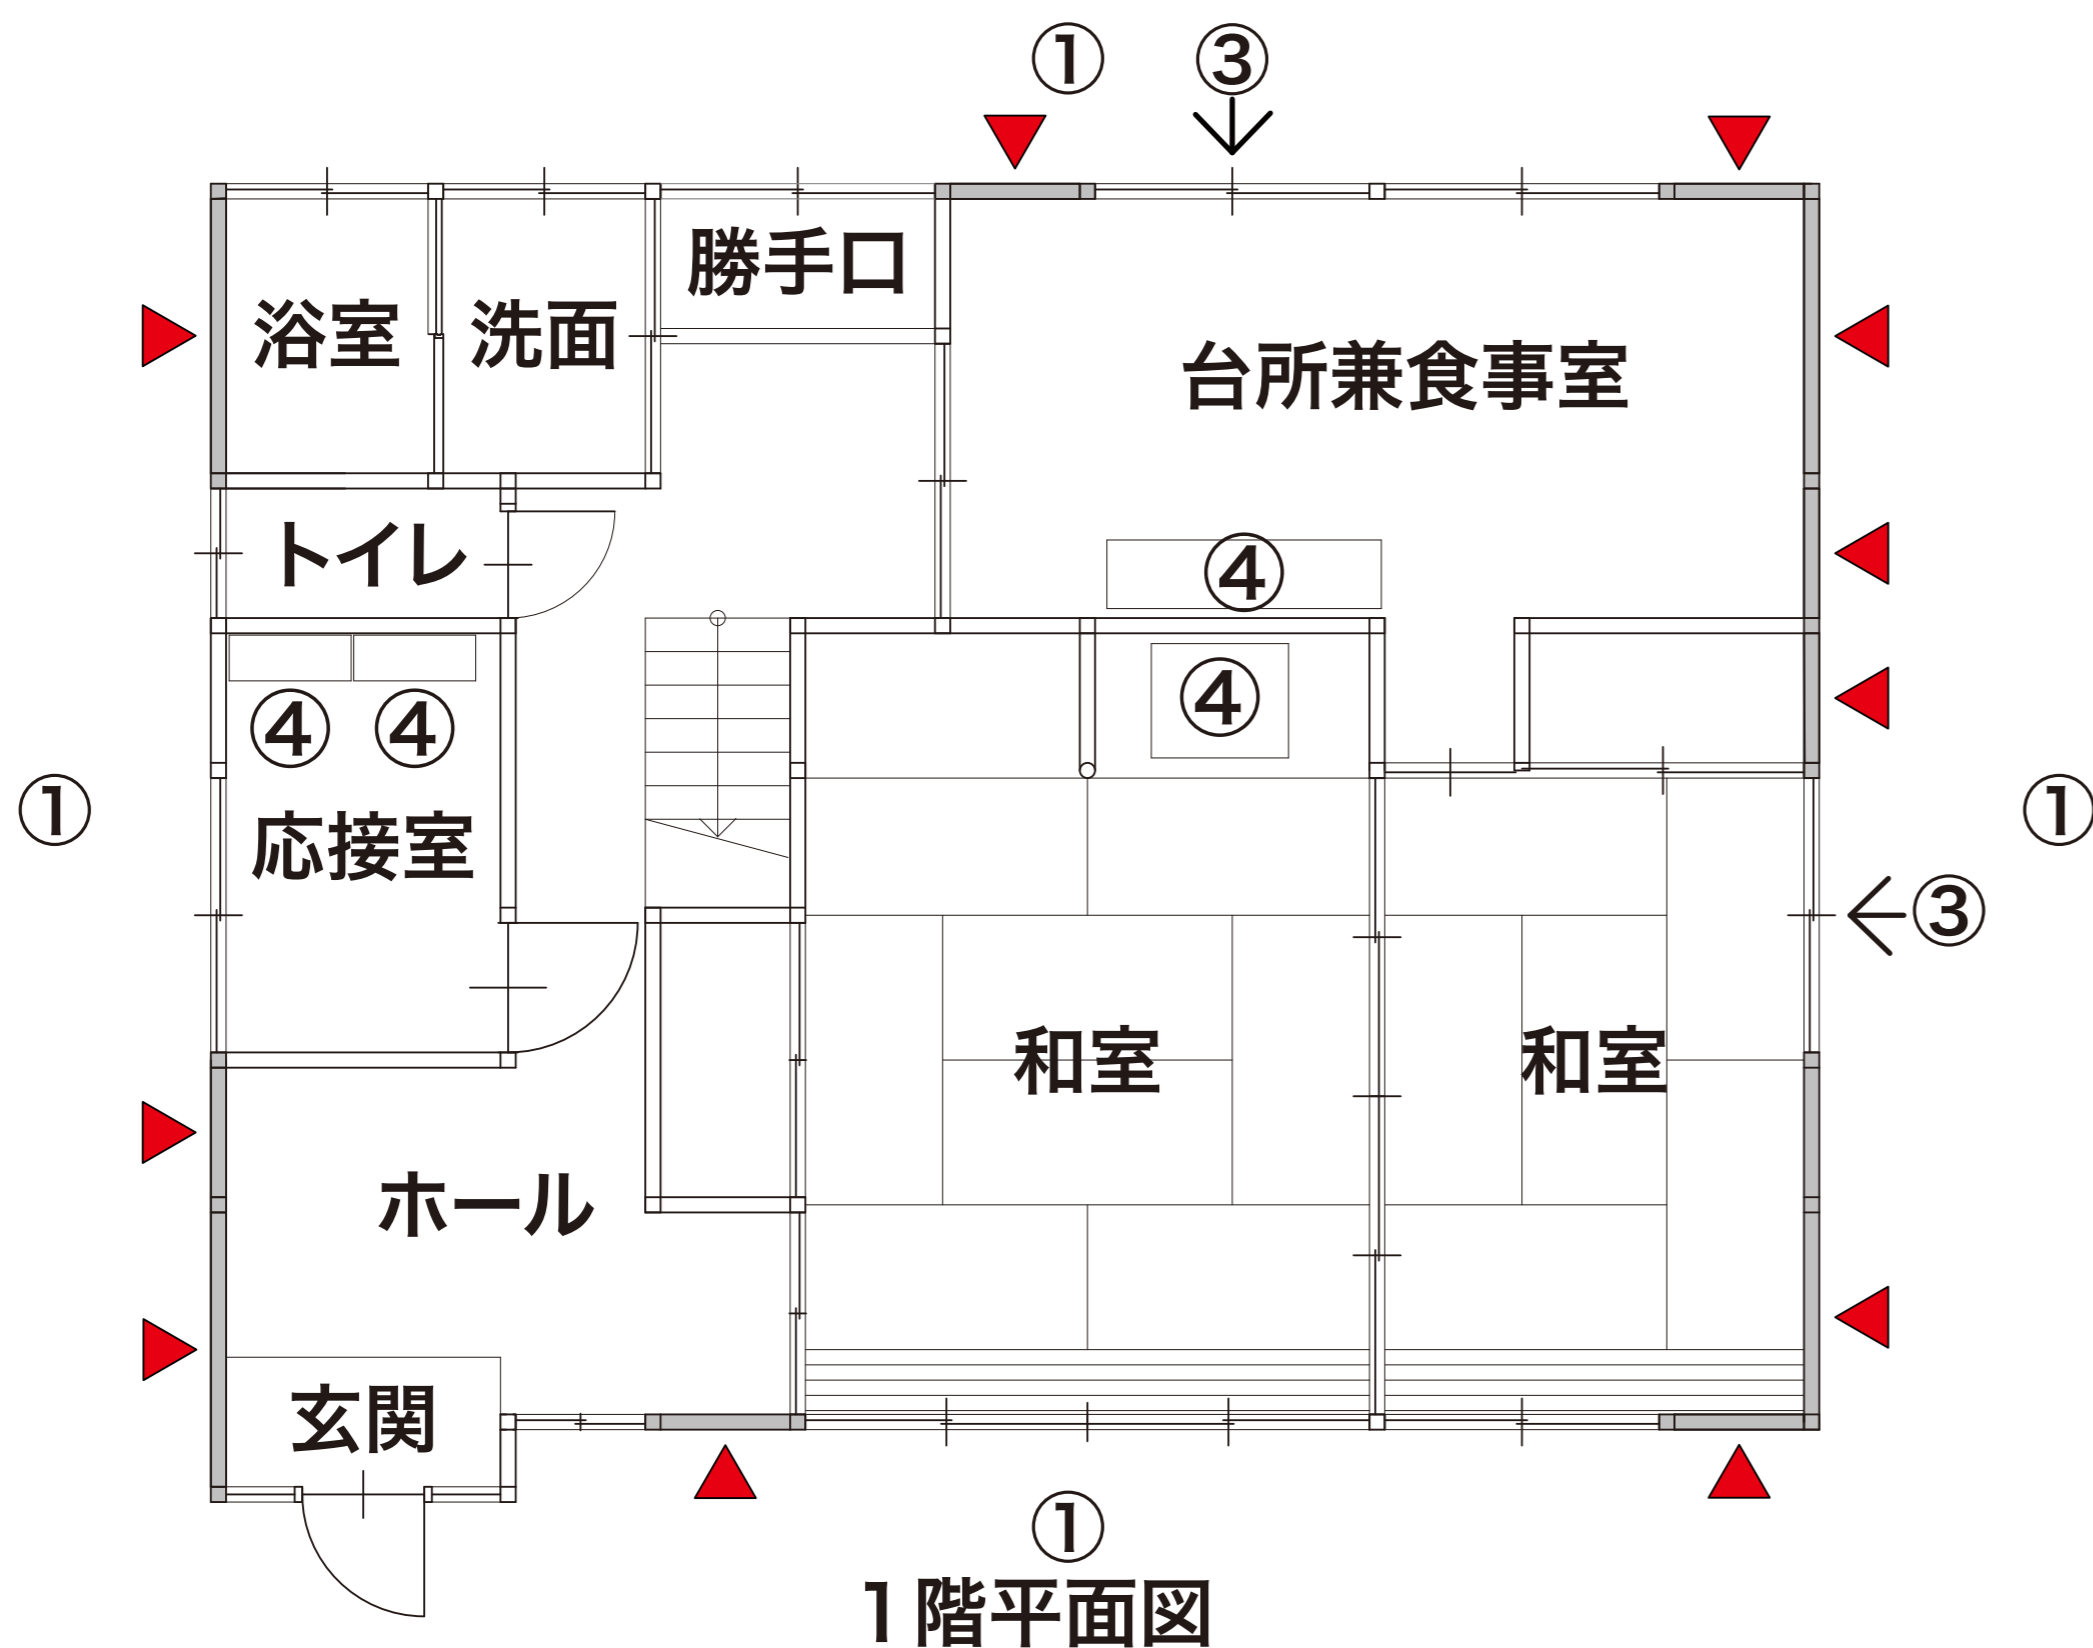 ① ③
勝手口
浴室 洗面
台所兼食事室
トイレ
④
④
④ ④
①
応接室
①
③
和室 和室
ホール
玄関
①
1階平面図